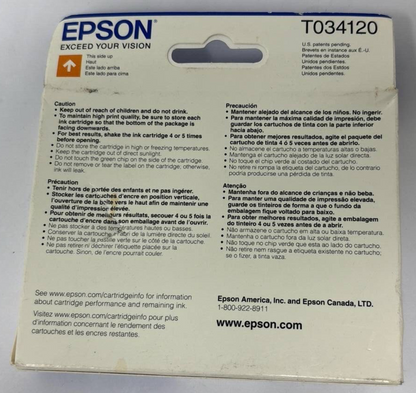 EPSON
EXCEED YOUR VISION
T034120
This side up
Haut
Este lado arriba
Este lado para cima
U.S. patents pending.
Brevets en instance aux É.-U.
Patentes de Estados
Unidos pendientes.
Patentes dos Estados
Unidos pendentes.
Caution
• Keep out of reach of children and do not drink.
• To maintain high print quality, be sure to store each
ink cartridge so that the bottom of the package is
facing downwards.
• For best results, shake the ink cartridge 4 or 5 times
before opening.
• Do not store the cartridge in high or freezing temperatures.
• Keep the cartridge out of direct sunlight.
• Do not touch the green chip on the side of the cartridge.
• Do not remove or tear the label on the cartridge; otherwise,
ink will leak.
Précaution
• Tenir hors de portée des enfants et ne pas ingérer.
• Stocker les cartouches d'encre en position verticale,
l'ouverture de la boîte vers le haut afin de maintenir une
qualité d'impression élevée.
• Pour obtenir de bons résultats, secouer 4 ou 5 fois la
cartouche d'encre dans son emballage avant de l'ouvrir.
• Ne pas stocker à des températures hautes ou basses.
• Conserver la cartouche à l'abri de la lumière directe du soleil.
• Ne pas toucher la pastille verte sur le côté de la cartouche.
• Ne pas retirer ni déchirer l'étiquette placée sur la
cartouche. Sinon, de l'encre pourrait couler.
Precaución
• Mantener alejado del alcance de los niños. No ingerir.
• Para mantener la máxima calidad de impresión, debe
guardar los cartuchos de tinta con la parte inferior
hacia abajo.
• Para obtener mejores resultados, agite el paquete del
cartucho de tinta 4 ó 5 veces antes de abrirlo.
• No almacene el cartucho a temperaturas altas o bajas.
• Mantenga el cartucho alejado de la luz solar directa.
• No toque el chip verde al costado del cartucho.
• No retire ni rompa la etiqueta del cartucho, de lo contrario
podría producirse una pérdida de tinta.
Atenção
• Mantenha fora do alcance de crianças e não beba.
• Para manter uma qualidade de impressão elevada,
guarde os cartuchos de tinta de modo a que o fundo da
embalagem fique voltado para baixo.
• Para obter melhores resultados, agite a embalagem
do tinteiro 4 ou 5 vezes antes de a abrir.
• Não armazene o cartucho em alta ou baixa temperatura.
• Mantenha o cartucho fora da luz solar direta.
• Não toque no chip verde que esta ao lado do cartucho.
• Não retire nem rasgue a etiqueta existente no cartucho,
se o fizer, a tinta vaza.
See www.epson.com/cartridgeinfo for information
about cartridge performance and remaining ink.
Visitez www.epson.com/cartridgeinfo pour plus
d'information concernant le rendement des
cartouches et les encres restantes.
Epson America, Inc. and Epson Canada, LTD.
1-800-922-8911
www.epson.com